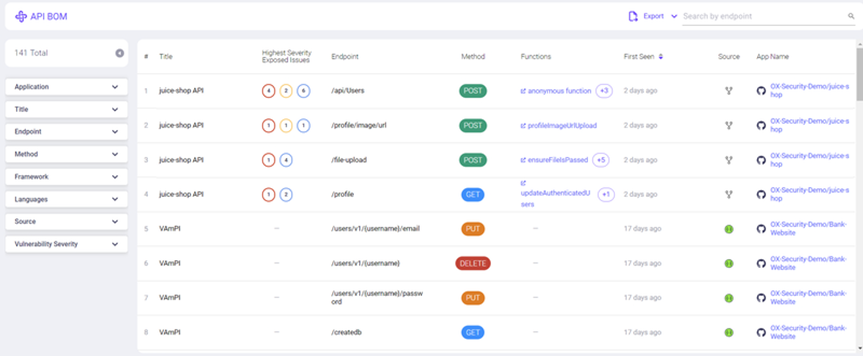 API BOM
Export
Search by endpoint
141 Total
Application
Title
Endpoint
Method
Framework
Languages
Source
Vulnerability Severity
# Title Highest Severity Exposed Issues Endpoint Method Functions First Seen Source App Name
1 juice-shop API 4 2 6 /api/Users POST anonymous function +3 2 days ago OX-Security-Demo/juice-s
hop
2 juice-shop API 1 1 1 /profile/image/url POST profileImageUrlUpload 2 days ago OX-Security-Demo/juice-s
hop
3 juice-shop API 1 4 /file-upload POST ensureFileIsPassed +5 2 days ago OX-Security-Demo/juice-s
hop
4 juice-shop API 1 2 /profile GET updateAuthenticatedU +1 2 days ago OX-Security-Demo/juice-s
sers hop
5 VAmPI – /users/v1/{username}/email PUT – 17 days ago OX-Security-Demo/Bank-
Website
6 VAmPI – /users/v1/{username} DELETE – 17 days ago OX-Security-Demo/Bank-
Website
7 VAmPI – /users/v1/{username}/passw PUT – 17 days ago OX-Security-Demo/Bank-
ord Website
8 VAmPI – /createdb GET – 17 days ago OX-Security-Demo/Bank-
Website